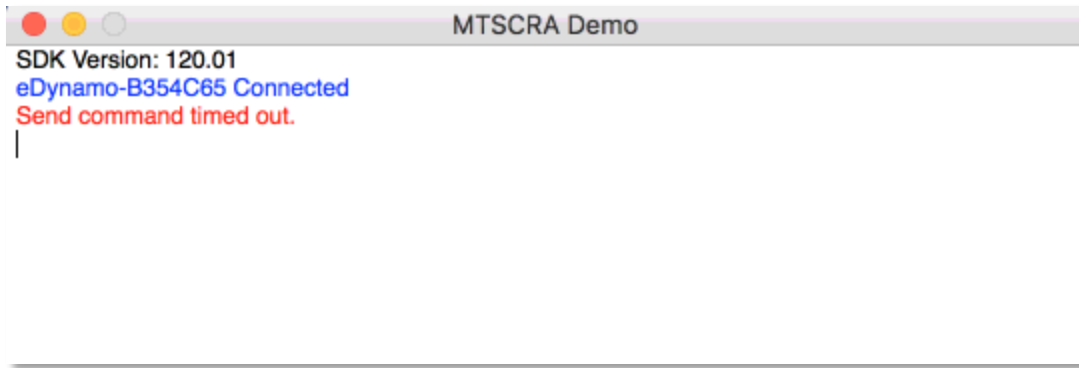 MTSCRA Demo
SDK Version: 120.01
eDynamo-B354C65 Connected
Send command timed out.